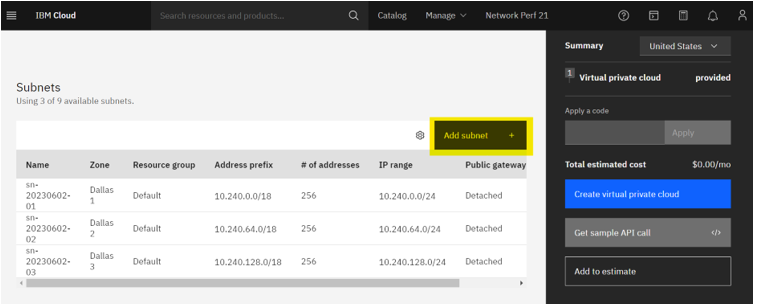 IBM Cloud
Search resources and products...
Catalog
Manage
Network Perf 21
Subnets
Using 3 of 9 available subnets.
Add subnet +
Name Zone Resource group Address prefix # of addresses IP range Public gateway
sn-20230602-01 Dallas 1 Default 10.240.0.0/18 256 10.240.0.0/24 Detached
sn-20230602-02 Dallas 2 Default 10.240.64.0/18 256 10.240.64.0/24 Detached
sn-20230602-03 Dallas 3 Default 10.240.128.0/18 256 10.240.128.0/24 Detached
Summary
United States
1 Virtual private cloud provided
Apply a code
Apply
Total estimated cost $0.00/mo
Create virtual private cloud
Get sample API call </>
Add to estimate